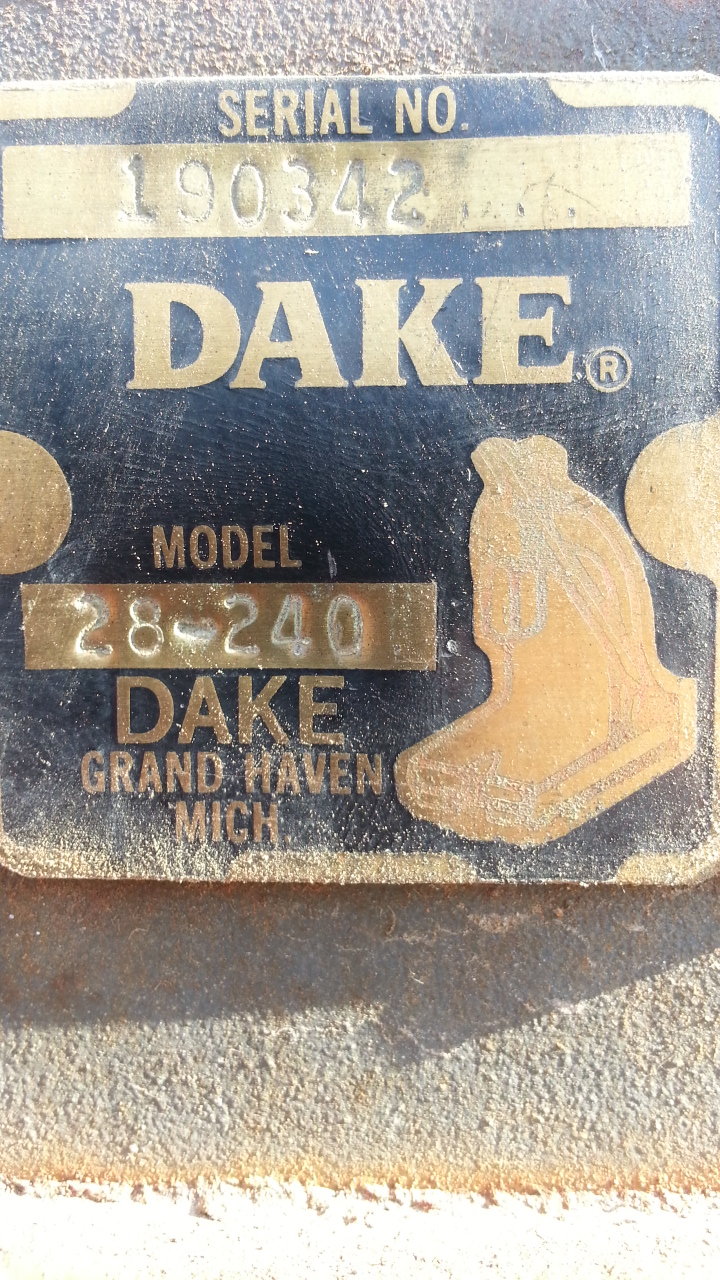 SERIAL NO.
190342
DAKE®
MODEL
28-240
DAKE
GRAND HAVEN
MICH